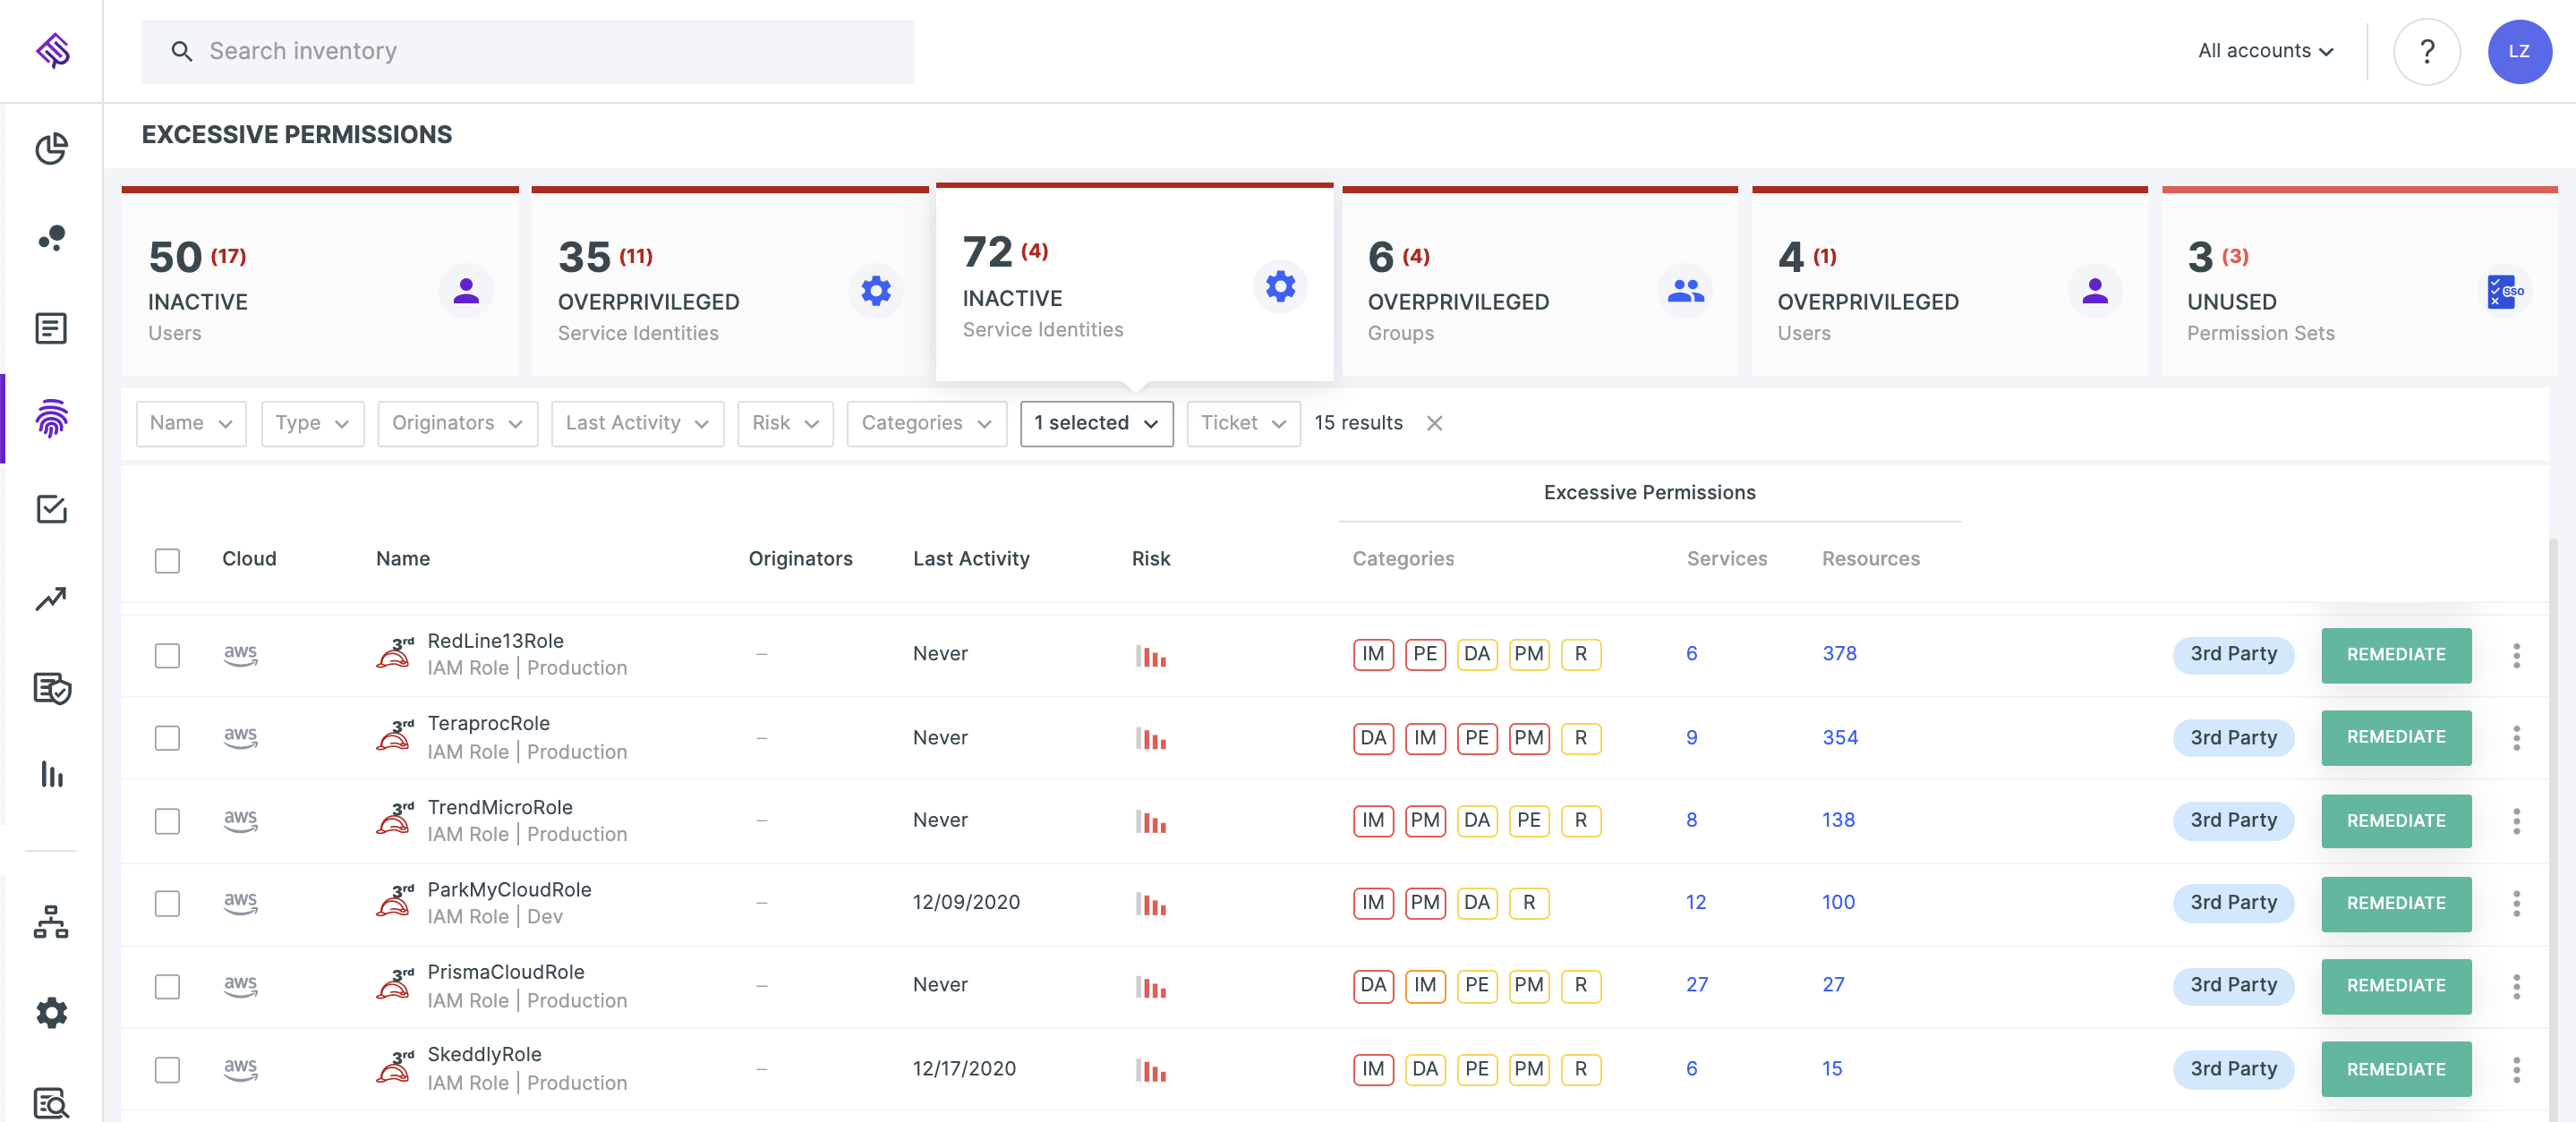 Search inventory
All accounts
?
LZ
EXCESSIVE PERMISSIONS
50 (17)
INACTIVE
Users
35 (11)
OVERPRIVILEGED
Service Identities
72 (4)
INACTIVE
Service Identities
6 (4)
OVERPRIVILEGED
Groups
4 (1)
OVERPRIVILEGED
Users
3 (3)
UNUSED
Permission Sets
SSO
Name Type Originators Last Activity Risk Categories 1 selected Ticket 15 results
Excessive Permissions
Cloud Name Originators Last Activity Risk Categories Services Resources
aws 3rd RedLine13Role – Never IM PE DA PM R 6 378 3rd Party REMEDIATE
IAM Role | Production
aws 3rd TeraprocRole – Never DA IM PE PM R 9 354 3rd Party REMEDIATE
IAM Role | Production
aws 3rd TrendMicroRole – Never IM PM DA PE R 8 138 3rd Party REMEDIATE
IAM Role | Production
aws 3rd ParkMyCloudRole – 12/09/2020 IM PM DA R 12 100 3rd Party REMEDIATE
IAM Role | Dev
aws 3rd PrismaCloudRole – Never DA IM PE PM R 27 27 3rd Party REMEDIATE
IAM Role | Production
aws 3rd SkeddlyRole – 12/17/2020 IM DA PE PM R 6 15 3rd Party REMEDIATE
IAM Role | Production